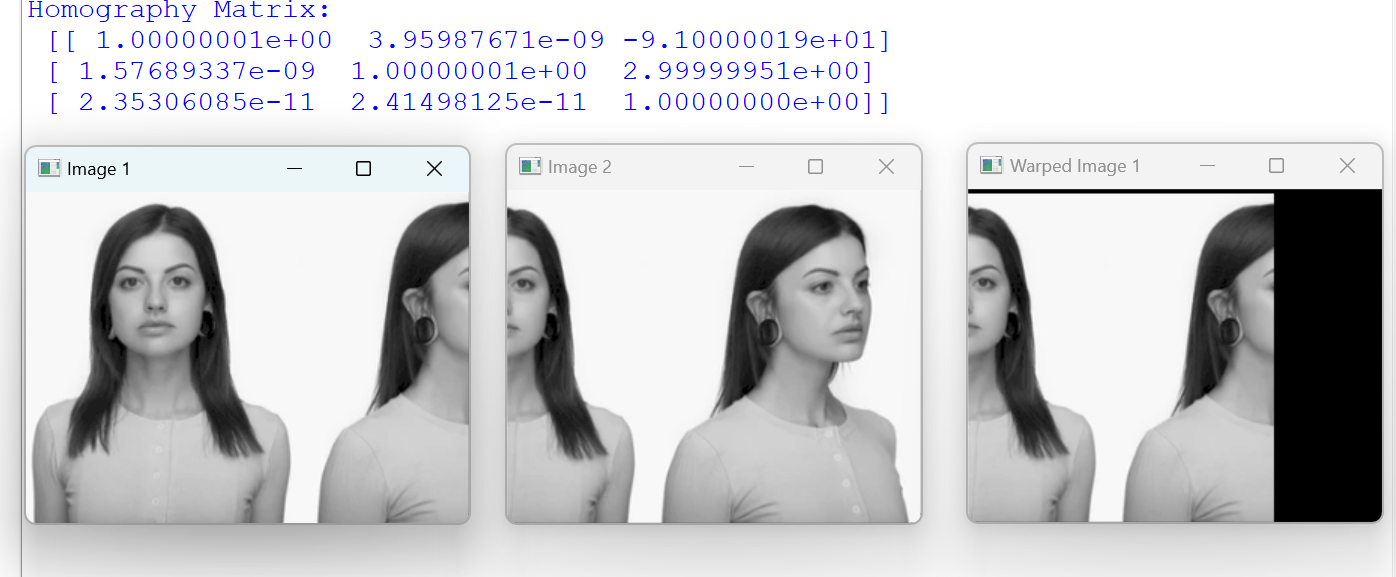 Homography Matrix:
[[ 1.00000001e+00 3.95987671e-09 -9.10000019e+01]
[ 1.57689337e-09 1.00000001e+00 2.99999951e+00]
[ 2.35306085e-11 2.41498125e-11 1.00000000e+00]]
Image 1
Image 2
Warped Image 1